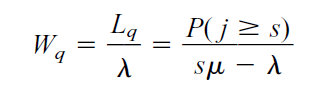 W_q = L_q / λ = P(j ≥ s) / (sμ − λ)